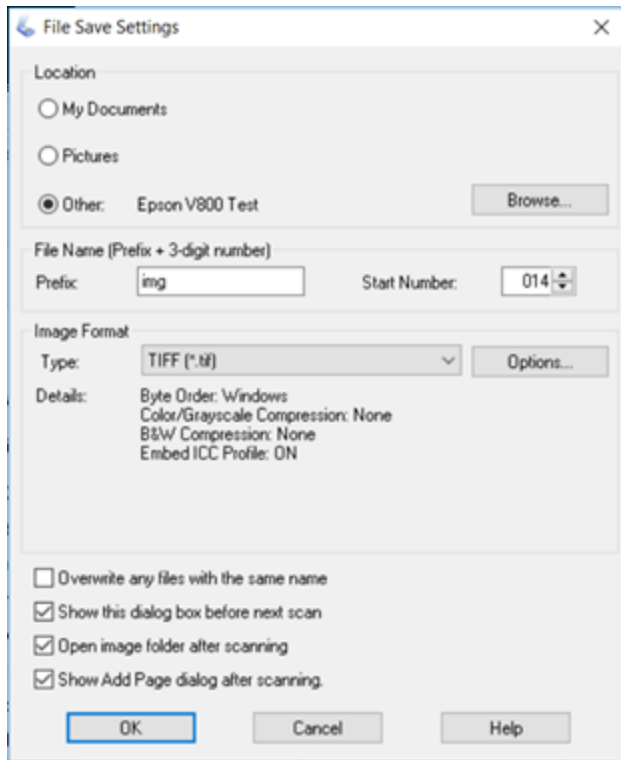 File Save Settings
Location
My Documents
Pictures
Other: Epson V800 Test Browse...
File Name (Prefix + 3-digit number)
Prefix: img Start Number: 014
Image Format
Type: TIFF (*.tif) Options...
Details: Byte Order: Windows
Color/Grayscale Compression: None
B&W Compression: None
Embed ICC Profile: ON
Overwrite any files with the same name
Show this dialog box before next scan
Open image folder after scanning
Show Add Page dialog after scanning.
OK Cancel Help